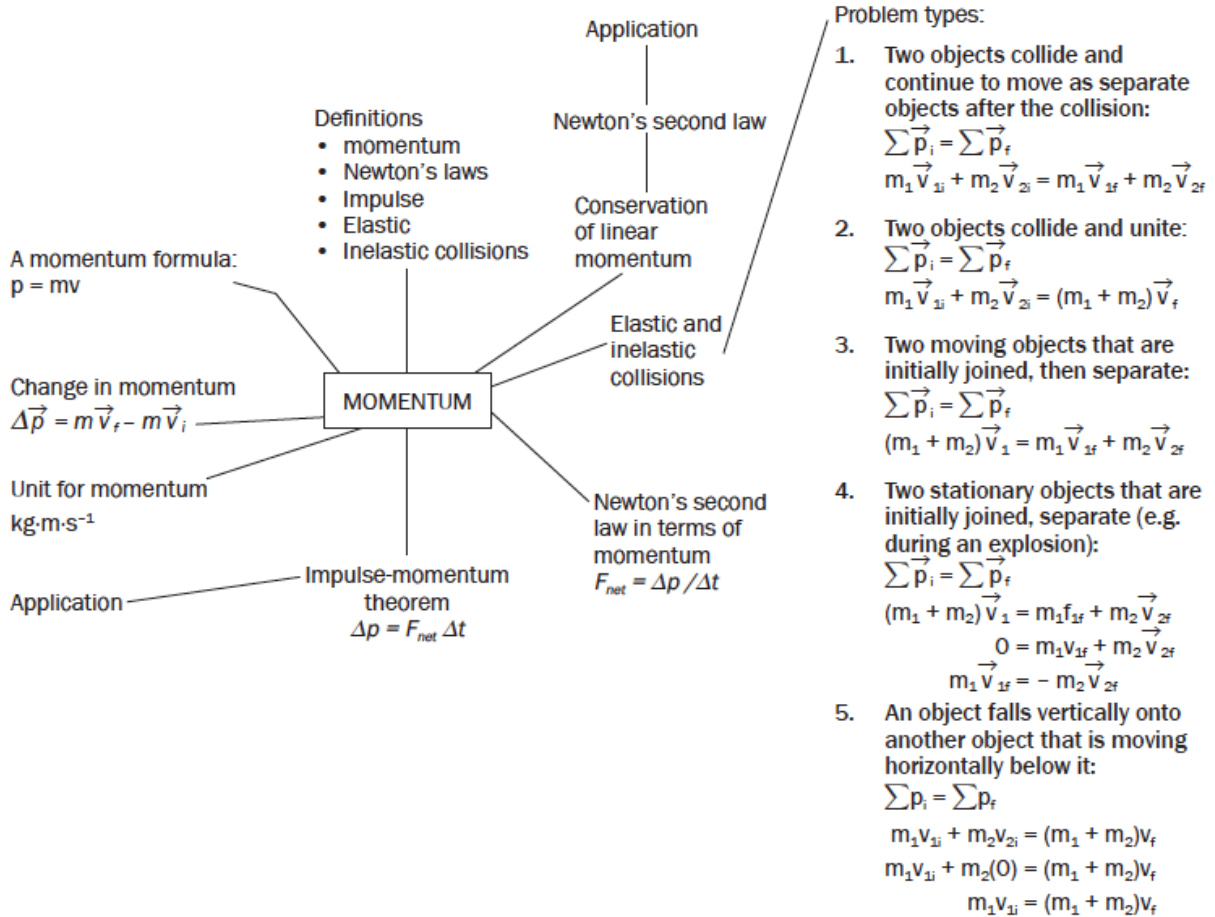 Application
Newton's second law
Conservation
of linear
momentum
Definitions
• momentum
• Newton's laws
• Impulse
• Elastic
• Inelastic collisions
A momentum formula:
p = mv
Change in momentum
Δp⃗ = mv⃗f – mv⃗i
Unit for momentum
kg·m·s⁻¹
Application
Impulse-momentum
theorem
Δp = Fnet Δt
MOMENTUM
Elastic and
inelastic
collisions
Newton's second
law in terms of
momentum
Fnet = Δp /Δt
Problem types:
1. Two objects collide and
continue to move as separate
objects after the collision:
∑p⃗i = ∑p⃗f
m₁v⃗1i + m₂v⃗2i = m₁v⃗1f + m₂v⃗2f
2. Two objects collide and unite:
∑p⃗i = ∑p⃗f
m₁v⃗1i + m₂v⃗2i = (m₁ + m₂)v⃗f
3. Two moving objects that are
initially joined, then separate:
∑p⃗i = ∑p⃗f
(m₁ + m₂)v⃗1 = m₁v⃗1f + m₂v⃗2f
4. Two stationary objects that are
initially joined, separate (e.g.
during an explosion):
∑p⃗i = ∑p⃗f
(m₁ + m₂)v⃗1 = m₁f1f + m₂v⃗2f
0 = m₁v1f + m₂v⃗2f
m₁v⃗1f = – m₂v⃗2f
5. An object falls vertically onto
another object that is moving
horizontally below it:
∑pi = ∑pf
m₁v1i + m₂v2i = (m₁ + m₂)vf
m₁v1i + m₂(0) = (m₁ + m₂)vf
m₁v1i = (m₁ + m₂)vf